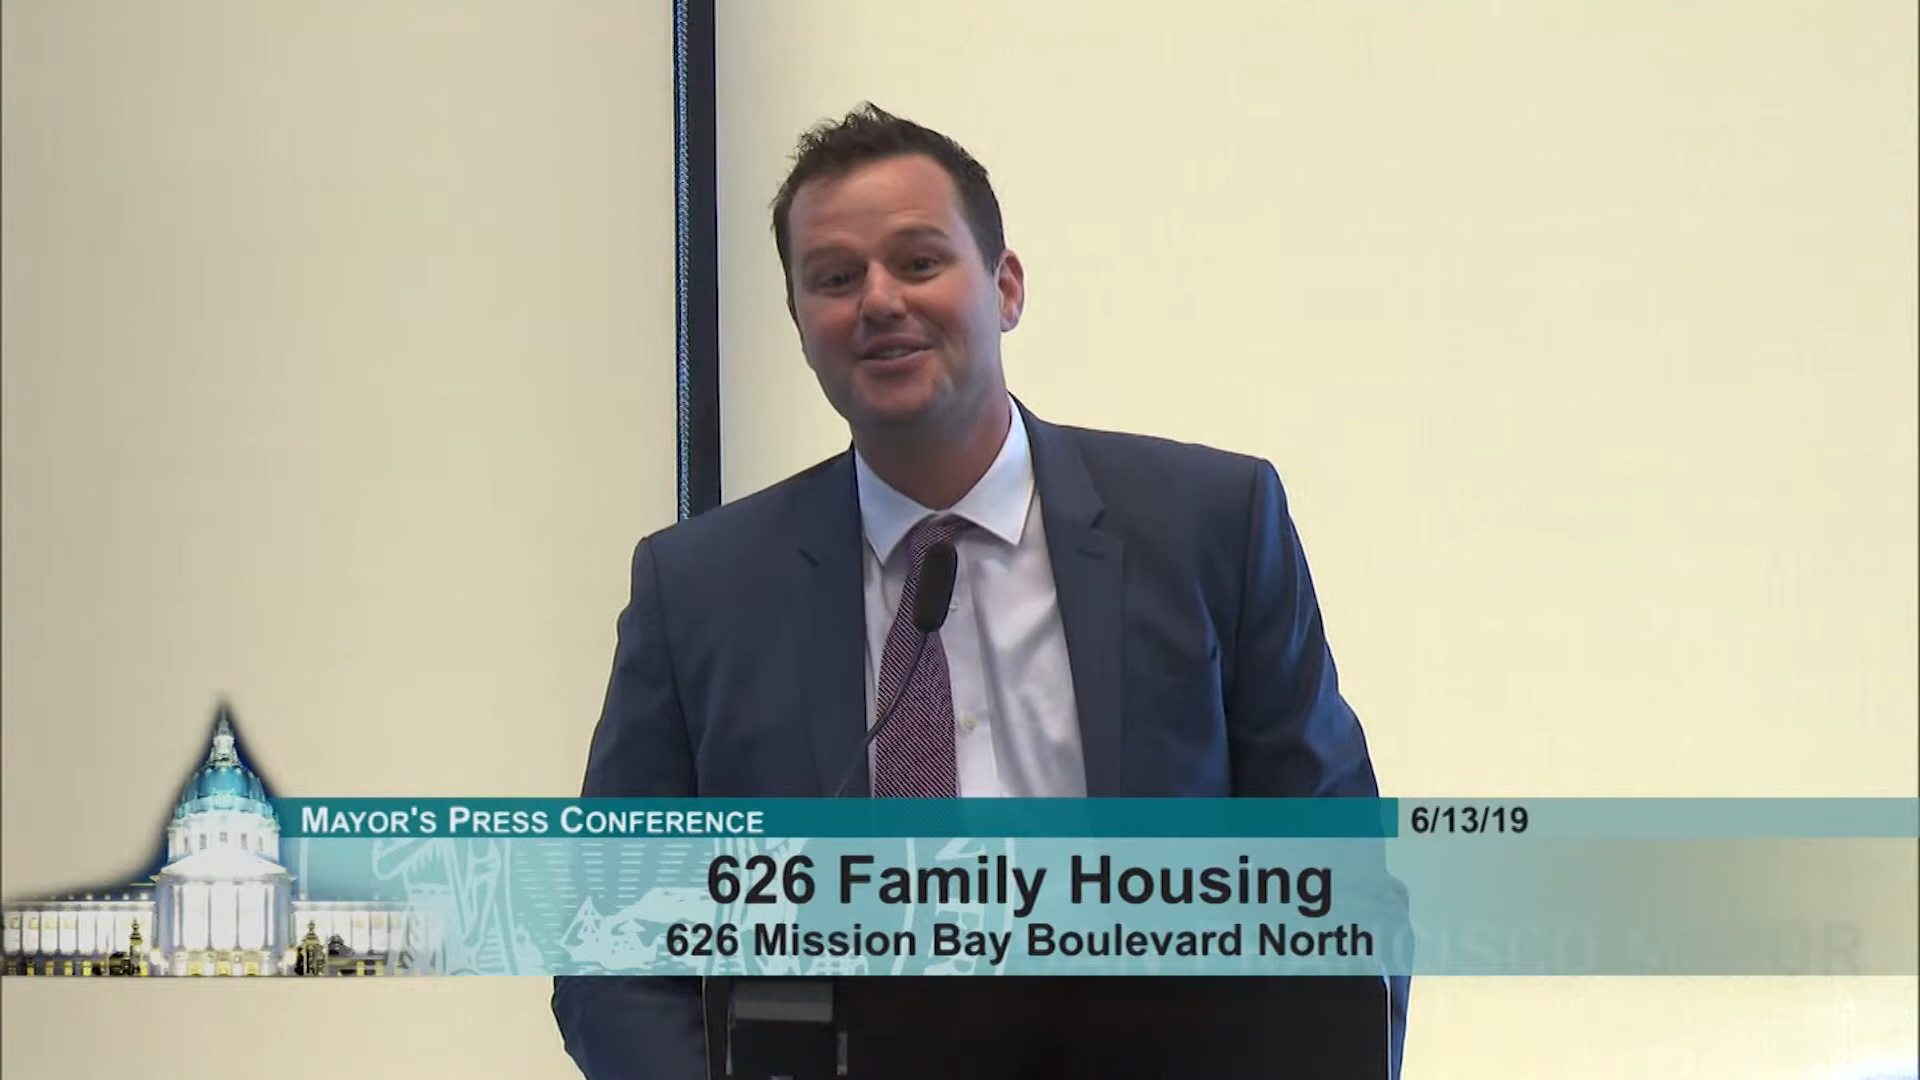 MAYOR'S PRESS CONFERENCE
6/13/19
626 Family Housing
626 Mission Bay Boulevard North